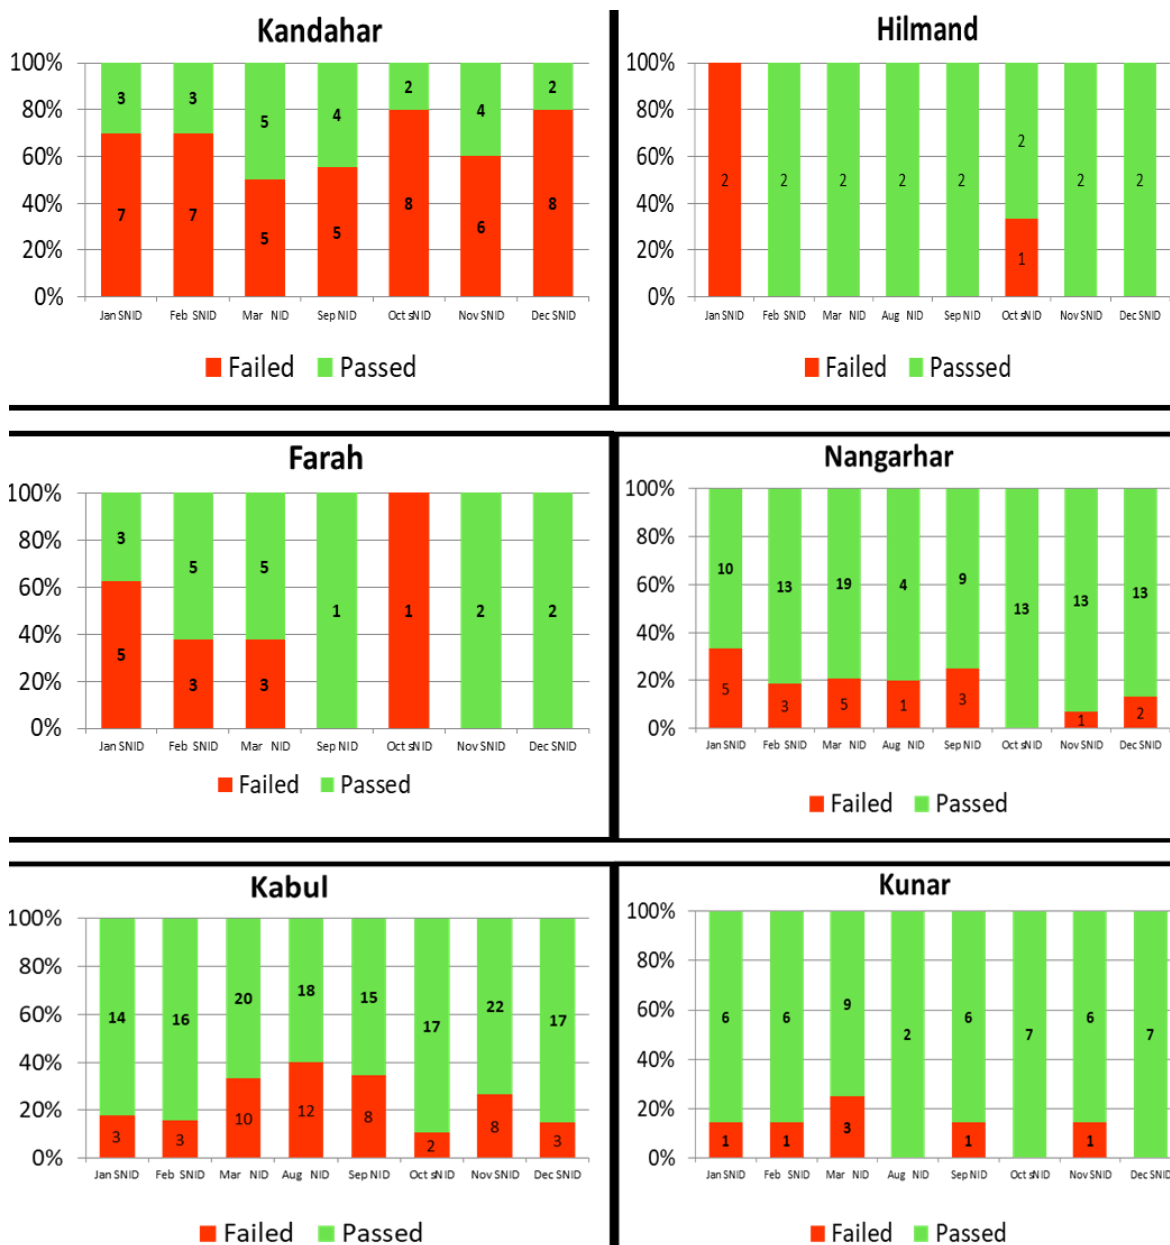 Kandahar
100%
80%
60%
40%
20%
0%
3 3 5 4 2 4 2
7 7 5 5 8 6 8
Jan SNID Feb SNID Mar NID Sep NID Oct sNID Nov SNID Dec SNID
Failed Passed
Hilmand
100%
80%
60%
40%
20%
0%
2 2 2 2 2 2 2 2
1
Jan SNID Feb SNID Mar NID Aug NID Sep NID Oct sNID Nov SNID Dec SNID
Failed Passsed
Farah
100%
80%
60%
40%
20%
0%
3 5 5 1 1 2 2
5 3 3
Jan SNID Feb SNID Mar NID Sep NID Oct sNID Nov SNID Dec SNID
Failed Passed
Nangarhar
100%
80%
60%
40%
20%
0%
10 13 19 4 9 13 13 13
5 3 5 1 3 1 2
Jan SNID Feb SNID Mar NID Aug NID Sep NID Oct sNID Nov SNID Dec SNID
Failed Passed
Kabul
100%
80%
60%
40%
20%
0%
14 16 20 18 15 17 22 17
3 3 10 12 8 2 8 3
Jan SNID Feb SNID Mar NID Aug NID Sep NID Oct sNID Nov SNID Dec SNID
Failed Passed
Kunar
100%
80%
60%
40%
20%
0%
6 6 9 2 6 7 6 7
1 1 3 1 1
Jan SNID Feb SNID Mar NID Aug NID Sep NID Oct sNID Nov SNID Dec SNID
Failed Passed